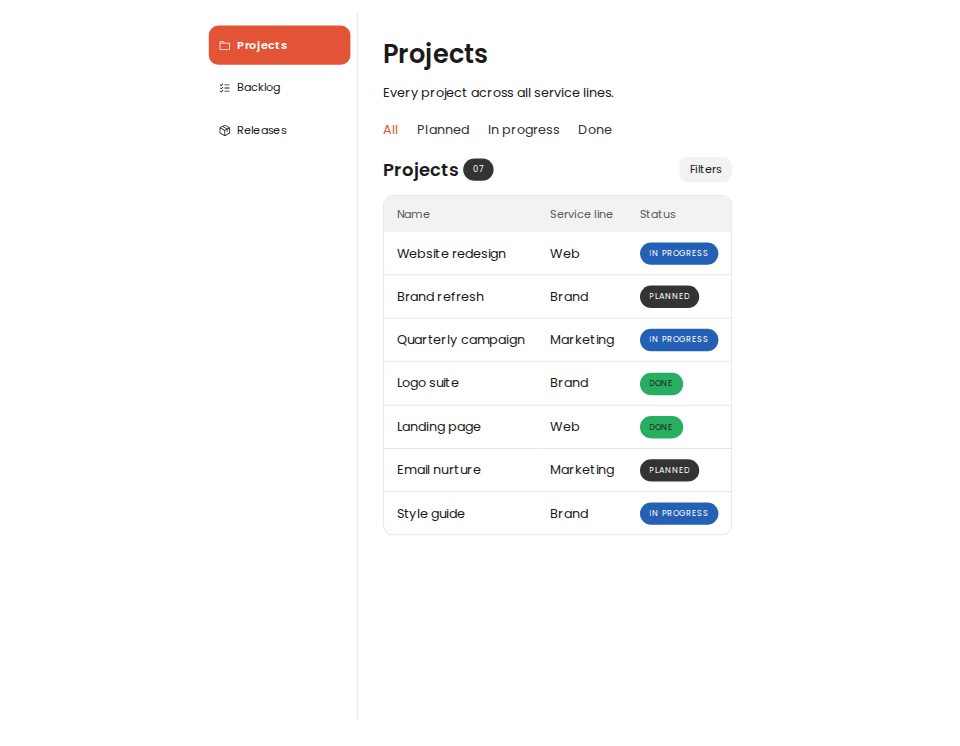 Projects
Backlog
Releases
Projects
Every project across all service lines.
All Planned In progress Done
Projects 07 Filters
Name Service line Status
Website redesign Web IN PROGRESS
Brand refresh Brand PLANNED
Quarterly campaign Marketing IN PROGRESS
Logo suite Brand DONE
Landing page Web DONE
Email nurture Marketing PLANNED
Style guide Brand IN PROGRESS